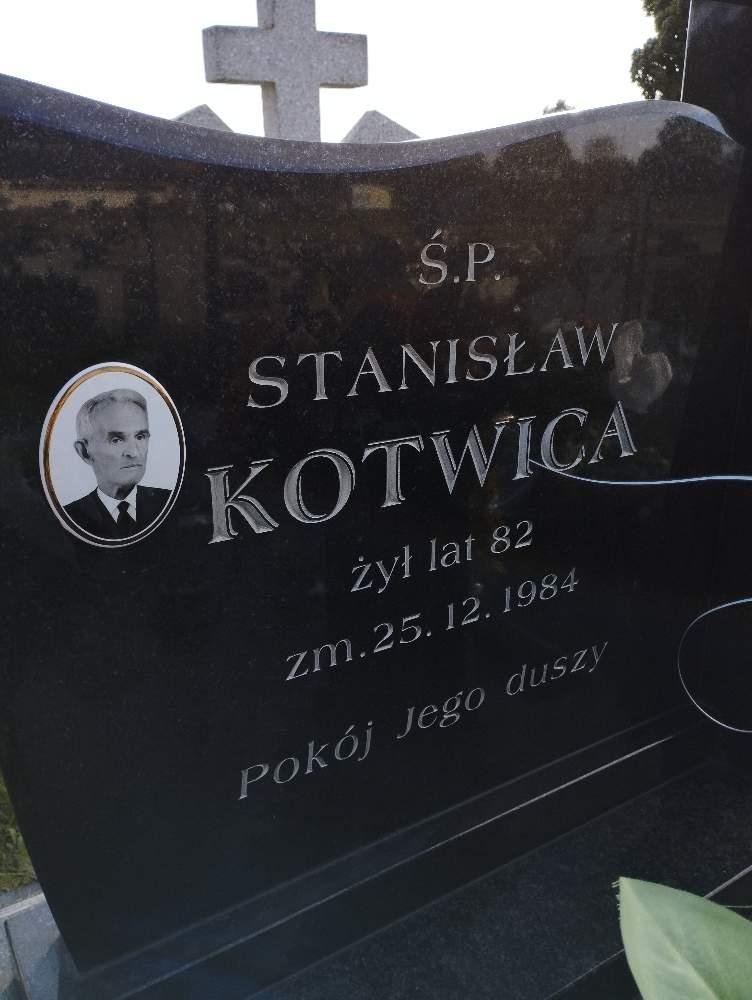 Ś.P.
STANISŁAW
KOTWICA
żył lat 82
zm. 25. 12. 1984
Pokój Jego duszy